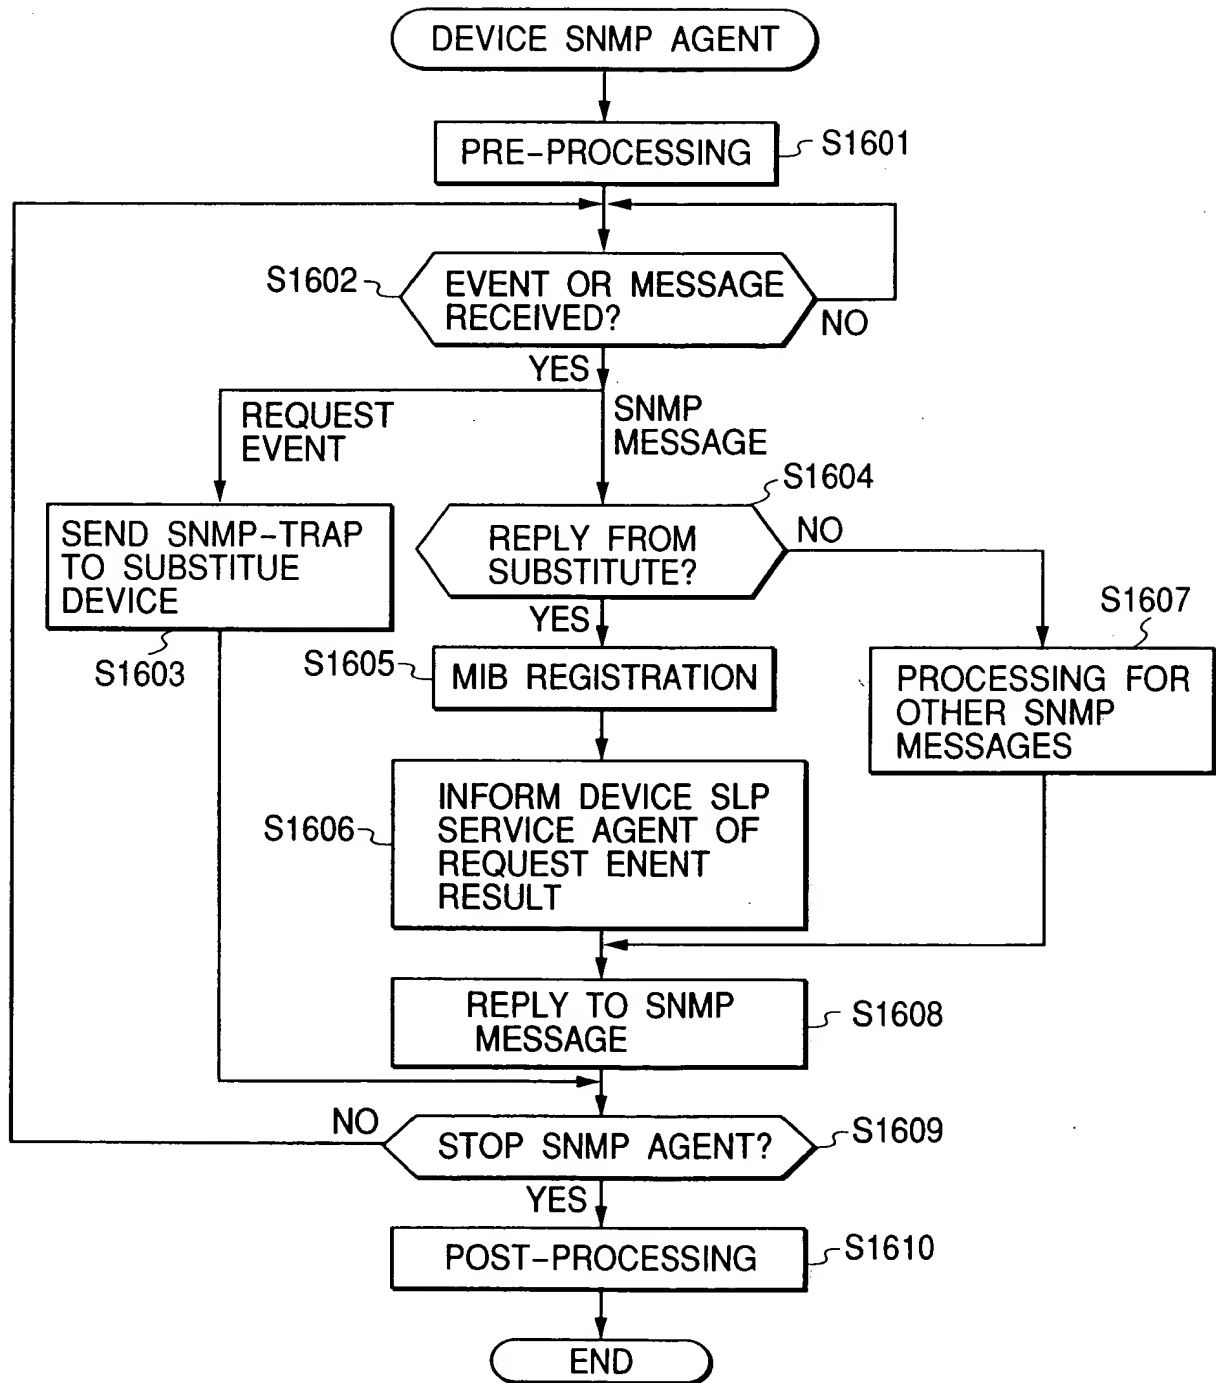 DEVICE SNMP AGENT
PRE-PROCESSING
S1601
S1602
EVENT OR MESSAGE
RECEIVED?
NO
YES
REQUEST
EVENT
SNMP
MESSAGE
S1604
SEND SNMP-TRAP
TO SUBSTITUE
DEVICE
S1603
REPLY FROM
SUBSTITUTE?
NO
YES
S1607
S1605
MIB REGISTRATION
PROCESSING FOR
OTHER SNMP
MESSAGES
S1606
INFORM DEVICE SLP
SERVICE AGENT OF
REQUEST ENENT
RESULT
REPLY TO SNMP
MESSAGE
S1608
NO
STOP SNMP AGENT?
S1609
YES
POST-PROCESSING
S1610
END